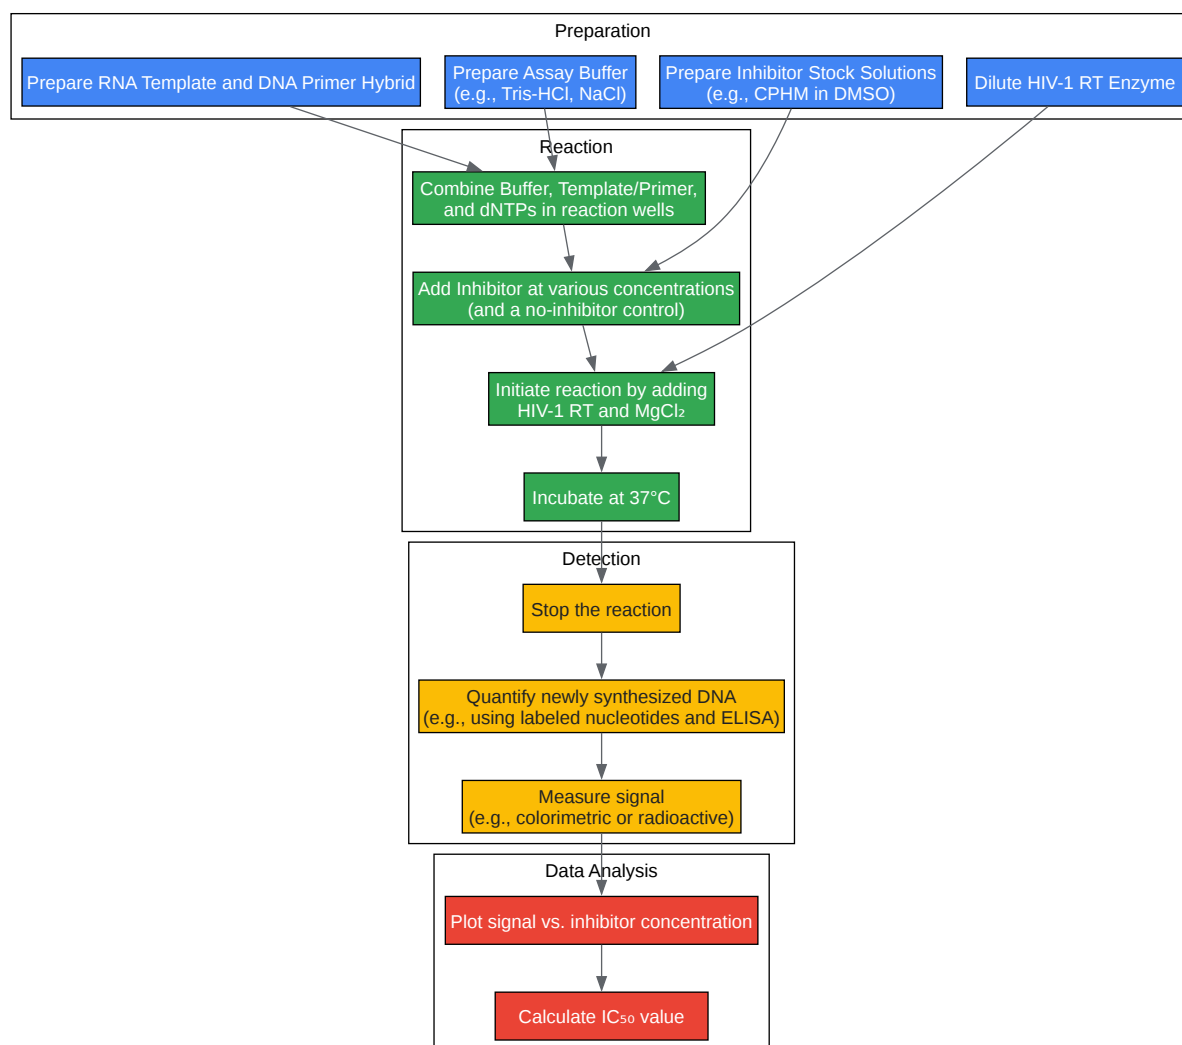 Preparation
Prepare RNA Template and DNA Primer Hybrid
Prepare Assay Buffer
(e.g., Tris-HCl, NaCl)
Prepare Inhibitor Stock Solutions
(e.g., CPHM in DMSO)
Dilute HIV-1 RT Enzyme
Reaction
Combine Buffer, Template/Primer,
and dNTPs in reaction wells
Add Inhibitor at various concentrations
(and a no-inhibitor control)
Initiate reaction by adding
HIV-1 RT and MgCl₂
Incubate at 37°C
Detection
Stop the reaction
Quantify newly synthesized DNA
(e.g., using labeled nucleotides and ELISA)
Measure signal
(e.g., colorimetric or radioactive)
Data Analysis
Plot signal vs. inhibitor concentration
Calculate IC₅₀ value